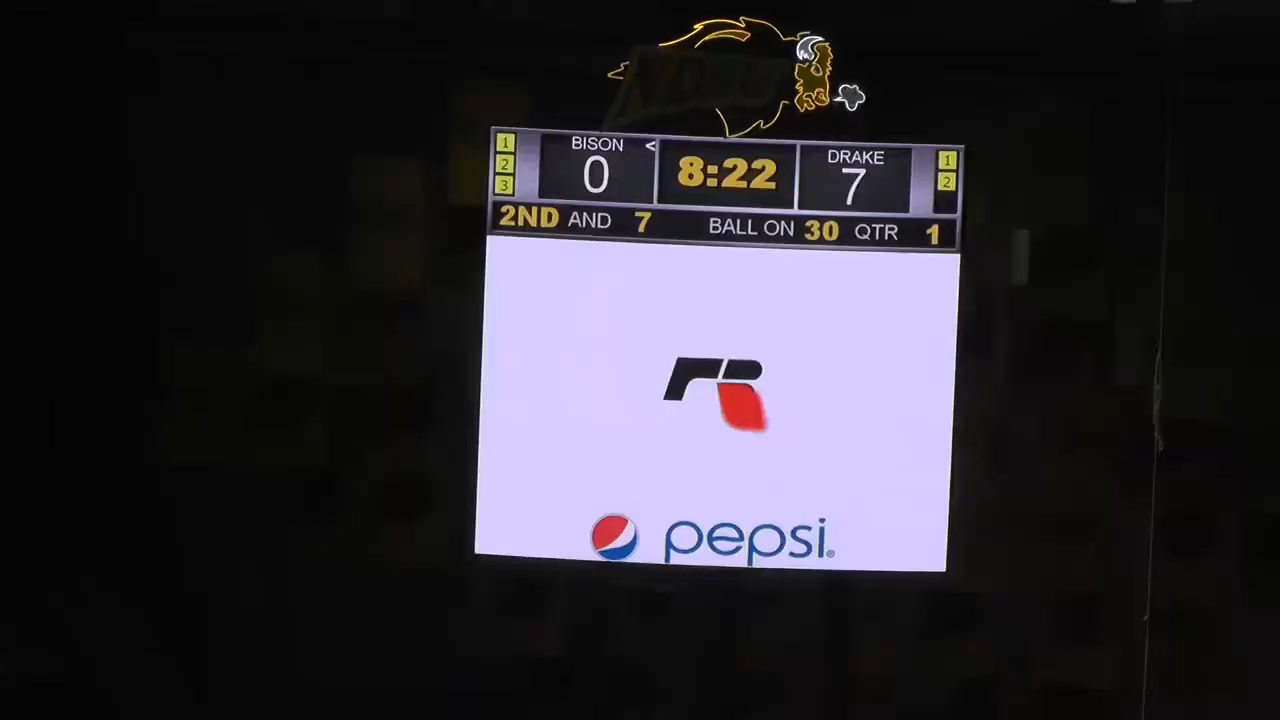 1 BISON < 8:22 DRAKE 1
2 0 7 2
3
2ND AND 7 BALL ON 30 QTR 1
pepsi